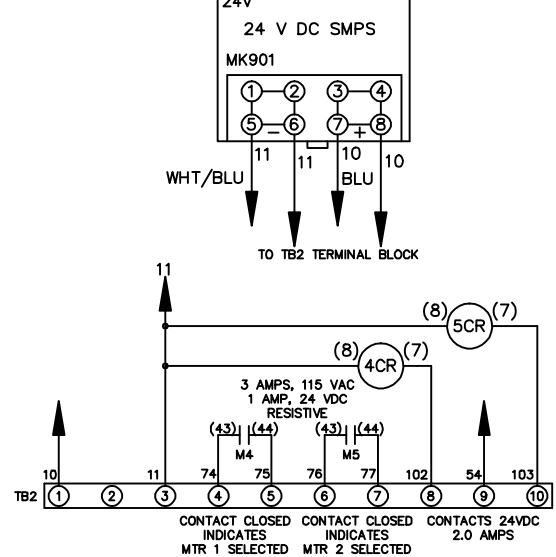 24V
24 V DC SMPS
MK901
1 2 3 4
5 − 6 7 + 8
11 11 10 10
WHT/BLU BLU
TO TB2 TERMINAL BLOCK
11
(8) 5CR (7)
(8) 4CR (7)
3 AMPS, 115 VAC
1 AMP, 24 VDC
RESISTIVE
(43) (44) (43) (44)
M4 M5
10 11 74 75 76 77 102 54 103
TB2 1 2 3 4 5 6 7 8 9 10
CONTACT CLOSED
INDICATES
MTR 1 SELECTED
CONTACT CLOSED
INDICATES
MTR 2 SELECTED
CONTACTS 24VDC
2.0 AMPS